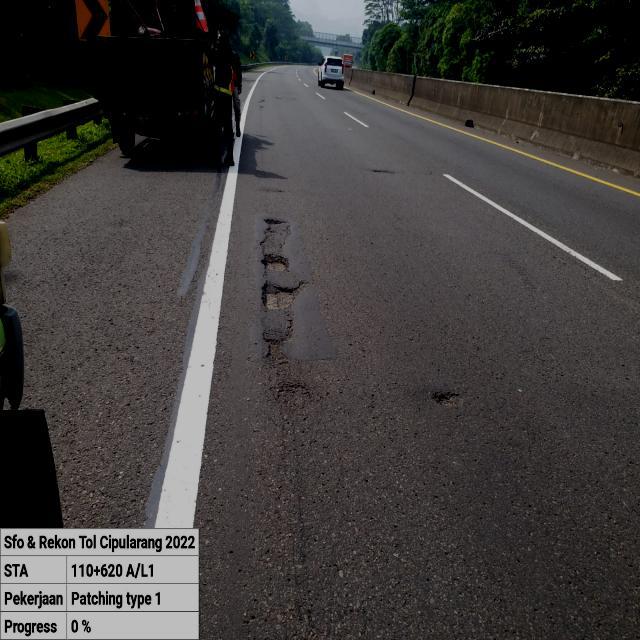 Sfo & Rekon Tol Cipularang 2022
STA 110+620 A/L1
Pekerjaan Patching type 1
Progress 0 %